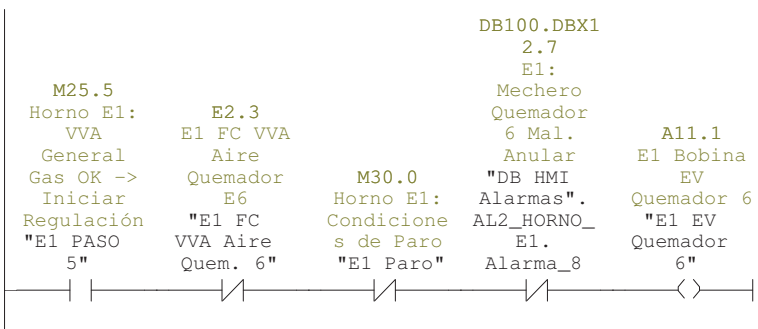 M25.5
Horno E1:
VVA
General
Gas OK ->
Iniciar
Regulación
"E1 PASO
5"
E2.3
E1 FC VVA
Aire
Quemador
E6
"E1 FC
VVA Aire
Quem. 6"
M30.0
Horno E1:
Condicione
s de Paro
"E1 Paro"
DB100.DBX1
2.7
E1:
Mechero
Quemador
6 Mal.
Anular
"DB HMI
Alarmas".
AL2_HORNO_
E1.
Alarma_8
A11.1
E1 Bobina
EV
Quemador 6
"E1 EV
Quemador
6"